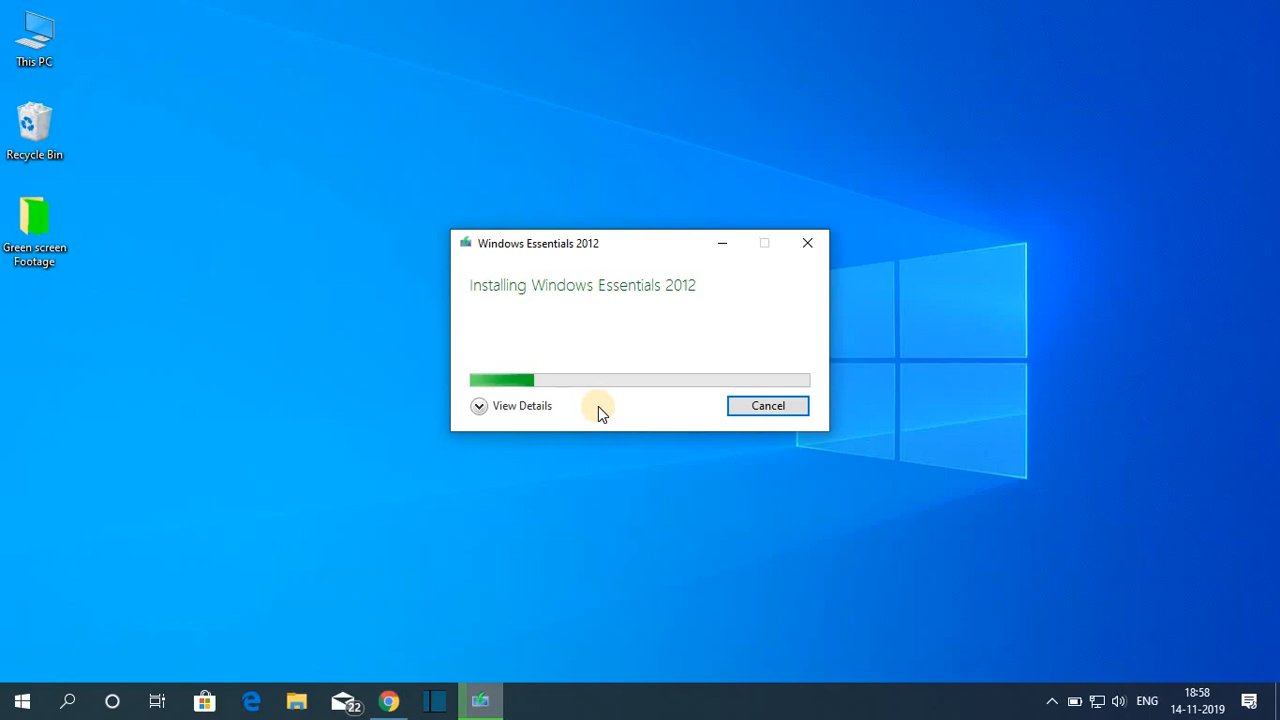 This PC
Recycle Bin
Green screen
Footage
Windows Essentials 2012
Installing Windows Essentials 2012
View Details
Cancel
22
ENG
18:58
14-11-2019